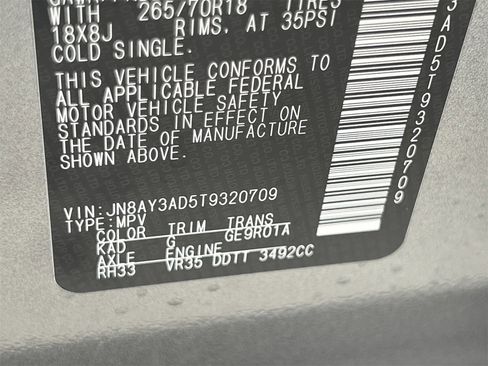 WITH 265/70R18 TIRES
18X8J RIMS, AT 35PSI
COLD SINGLE.
THIS VEHICLE CONFORMS TO
ALL APPLICABLE FEDERAL
MOTOR VEHICLE SAFETY
STANDARDS IN EFFECT ON
THE DATE OF MANUFACTURE
SHOWN ABOVE.
VIN:JN8AY3AD5T9320709
TYPE:MPV
COLOR TRIM TRANS
KAD G GE9R01A
AXLE ENGINE
RH33 VR35 DDTT 3492CC
3AD5T9320709